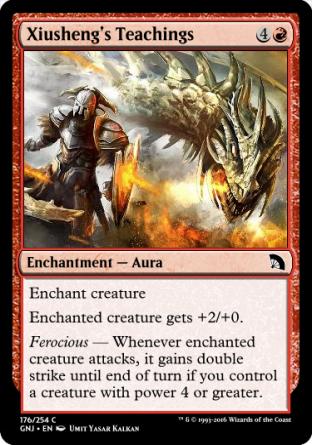 Xiusheng's Teachings 4
Enchantment — Aura
Enchant creature
Enchanted creature gets +2/+0.
Ferocious — Whenever enchanted
creature attacks, it gains double
strike until end of turn if you control
a creature with power 4 or greater.
176/254 C
GNJ • EN Umit Yasar Kalkan
™ & © 1993-2016 Wizards of the Coast